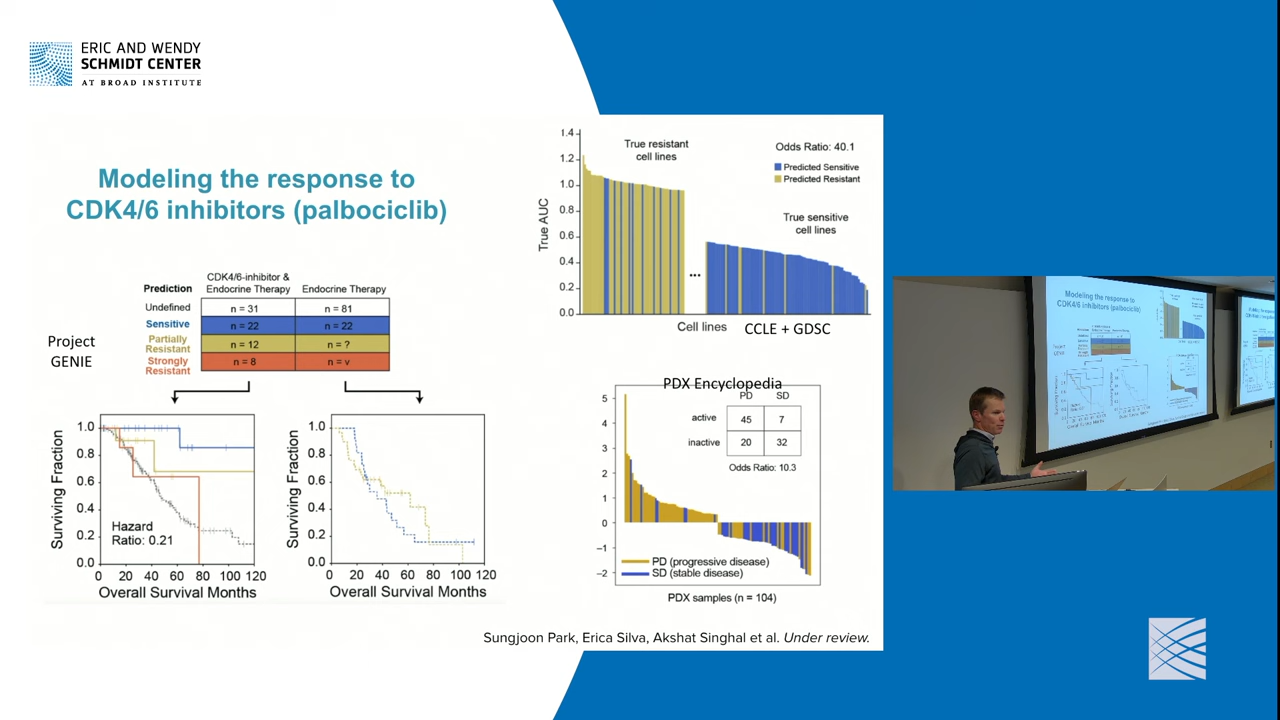 ERIC AND WENDY
SCHMIDT CENTER
AT BROAD INSTITUTE
Modeling the response to
CDK4/6 inhibitors (palbociclib)
Project
GENIE
Prediction
CDK4/6-inhibitor &
Endocrine Therapy
Endocrine Therapy
Undefined n = 31 n = 81
Sensitive n = 22 n = 22
Partially
Resistant n = 12 n = ?
Strongly
Resistant n = 8 n = v
Surviving Fraction
1.0
0.8
0.6
0.4
0.2
0.0
Hazard
Ratio: 0.21
0 20 40 60 80 100 120
Overall Survival Months
Surviving Fraction
1.0
0.8
0.6
0.4
0.2
0.0
0 20 40 60 80 100 120
Overall Survival Months
True AUC
1.4
1.2
1.0
0.8
0.6
0.4
0.2
0.0
True resistant
cell lines
Odds Ratio: 40.1
Predicted Sensitive
Predicted Resistant
True sensitive
cell lines
...
Cell lines CCLE + GDSC
PDX Encyclopedia
PD SD
active 45 7
inactive 20 32
Odds Ratio: 10.3
5
4
3
2
1
0
−1
−2
PD (progressive disease)
SD (stable disease)
PDX samples (n = 104)
Sungjoon Park, Erica Silva, Akshat Singhal et al. Under review.
Modeling the response to
CDK4/6 inhibitors (palbociclib)